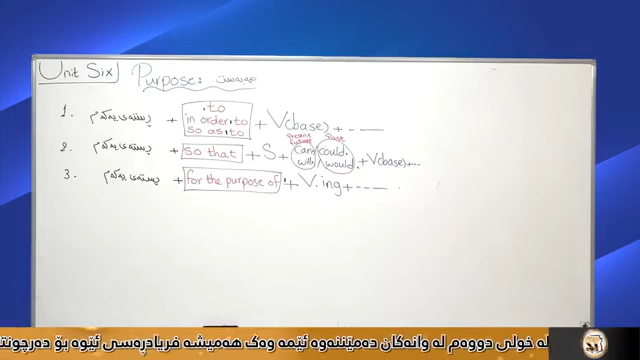 Unit Six Purpose: مەبەست
.to
1. ڕستەی یەکەم + in order.to + V(base) + - —
so as.to
present future Past
2. ڕستەی یەکەم + so that + S + can will / could. would. + V(base) + --
3. ڕستەی یەکەم + for the purpose of + V.ing + ----
لە خولی دووەم لە وانەکان دەمێننەوە ئێمە وەک هەمیشە فریادڕەسی ئێوە بۆ دەرچونتا